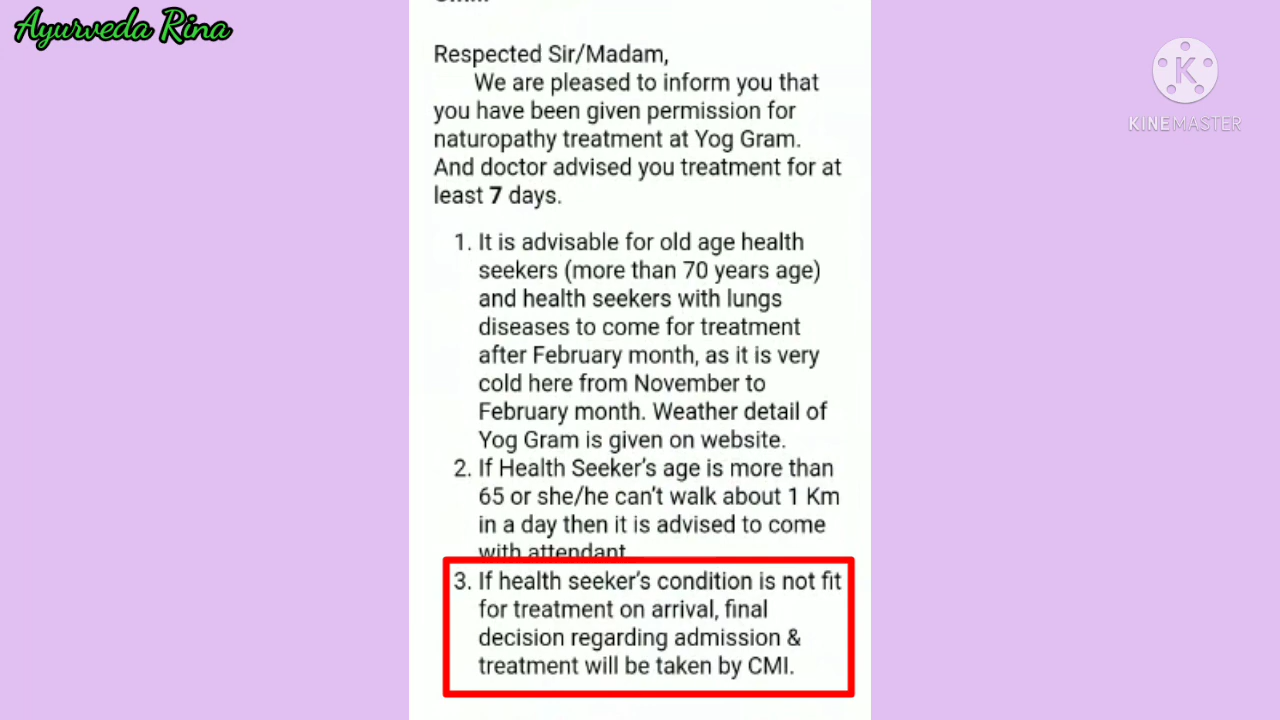 Ayurveda Rina
KINEMASTER
Respected Sir/Madam,
We are pleased to inform you that
you have been given permission for
naturopathy treatment at Yog Gram.
And doctor advised you treatment for at
least 7 days.
1. It is advisable for old age health
seekers (more than 70 years age)
and health seekers with lungs
diseases to come for treatment
after February month, as it is very
cold here from November to
February month. Weather detail of
Yog Gram is given on website.
2. If Health Seeker's age is more than
65 or she/he can't walk about 1 Km
in a day then it is advised to come
with attendant
3. If health seeker's condition is not fit
for treatment on arrival, final
decision regarding admission &
treatment will be taken by CMI.